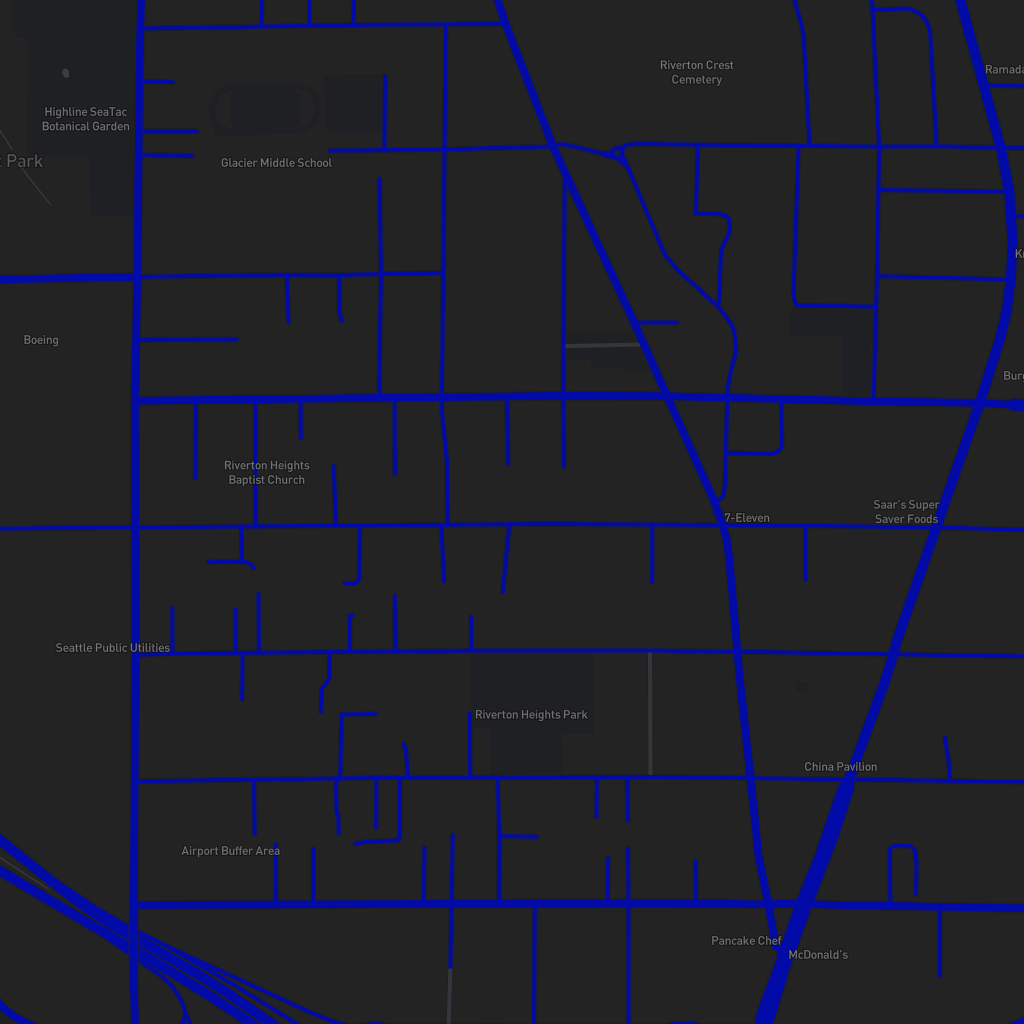 Riverton Crest
Cemetery
Ramada
Highline SeaTac
Botanical Garden
t Park
Glacier Middle School
Boeing
Riverton Heights
Baptist Church
Saar's Super
Saver Foods
7-Eleven
Seattle Public Utilities
Riverton Heights Park
China Pavilion
Airport Buffer Area
Pancake Chef
McDonald's